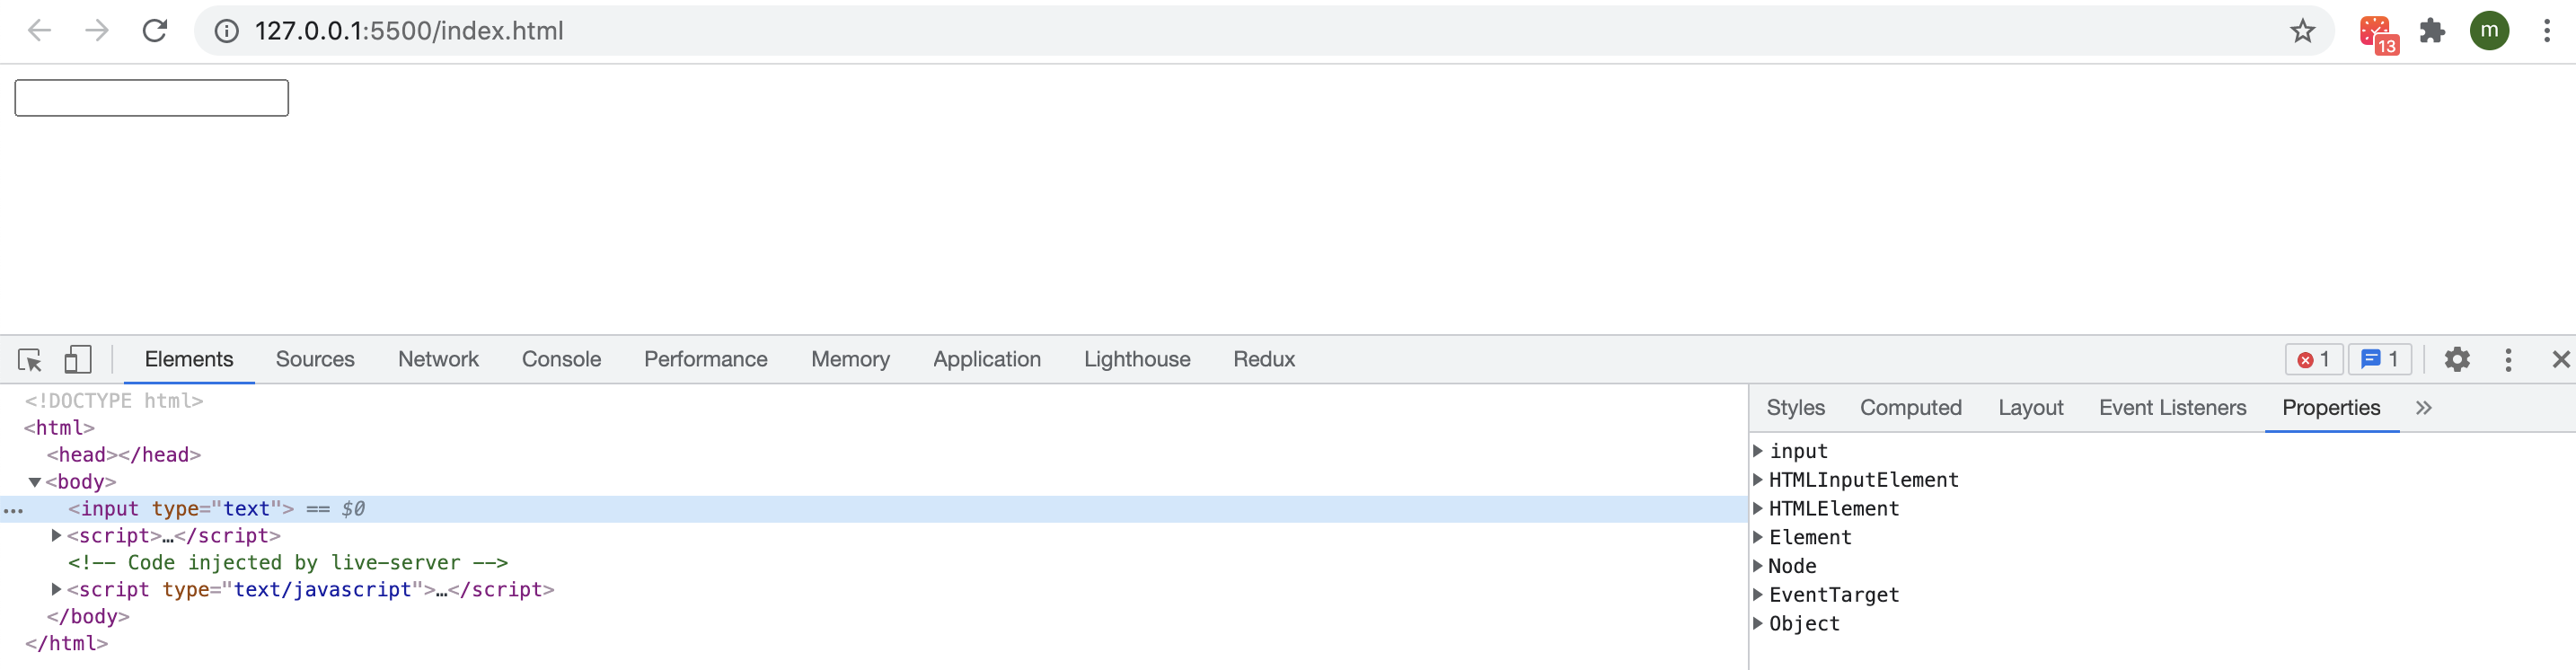 127.0.0.1:5500/index.html
13
m
Elements Sources Network Console Performance Memory Application Lighthouse Redux 1 1
<!DOCTYPE html>
<html>
<head></head>
<body>
<input type="text"> == $0
<script>…</script>
<!-- Code injected by live-server -->
<script type="text/javascript">…</script>
</body>
</html>
Styles Computed Layout Event Listeners Properties »
input
HTMLInputElement
HTMLElement
Element
Node
EventTarget
Object